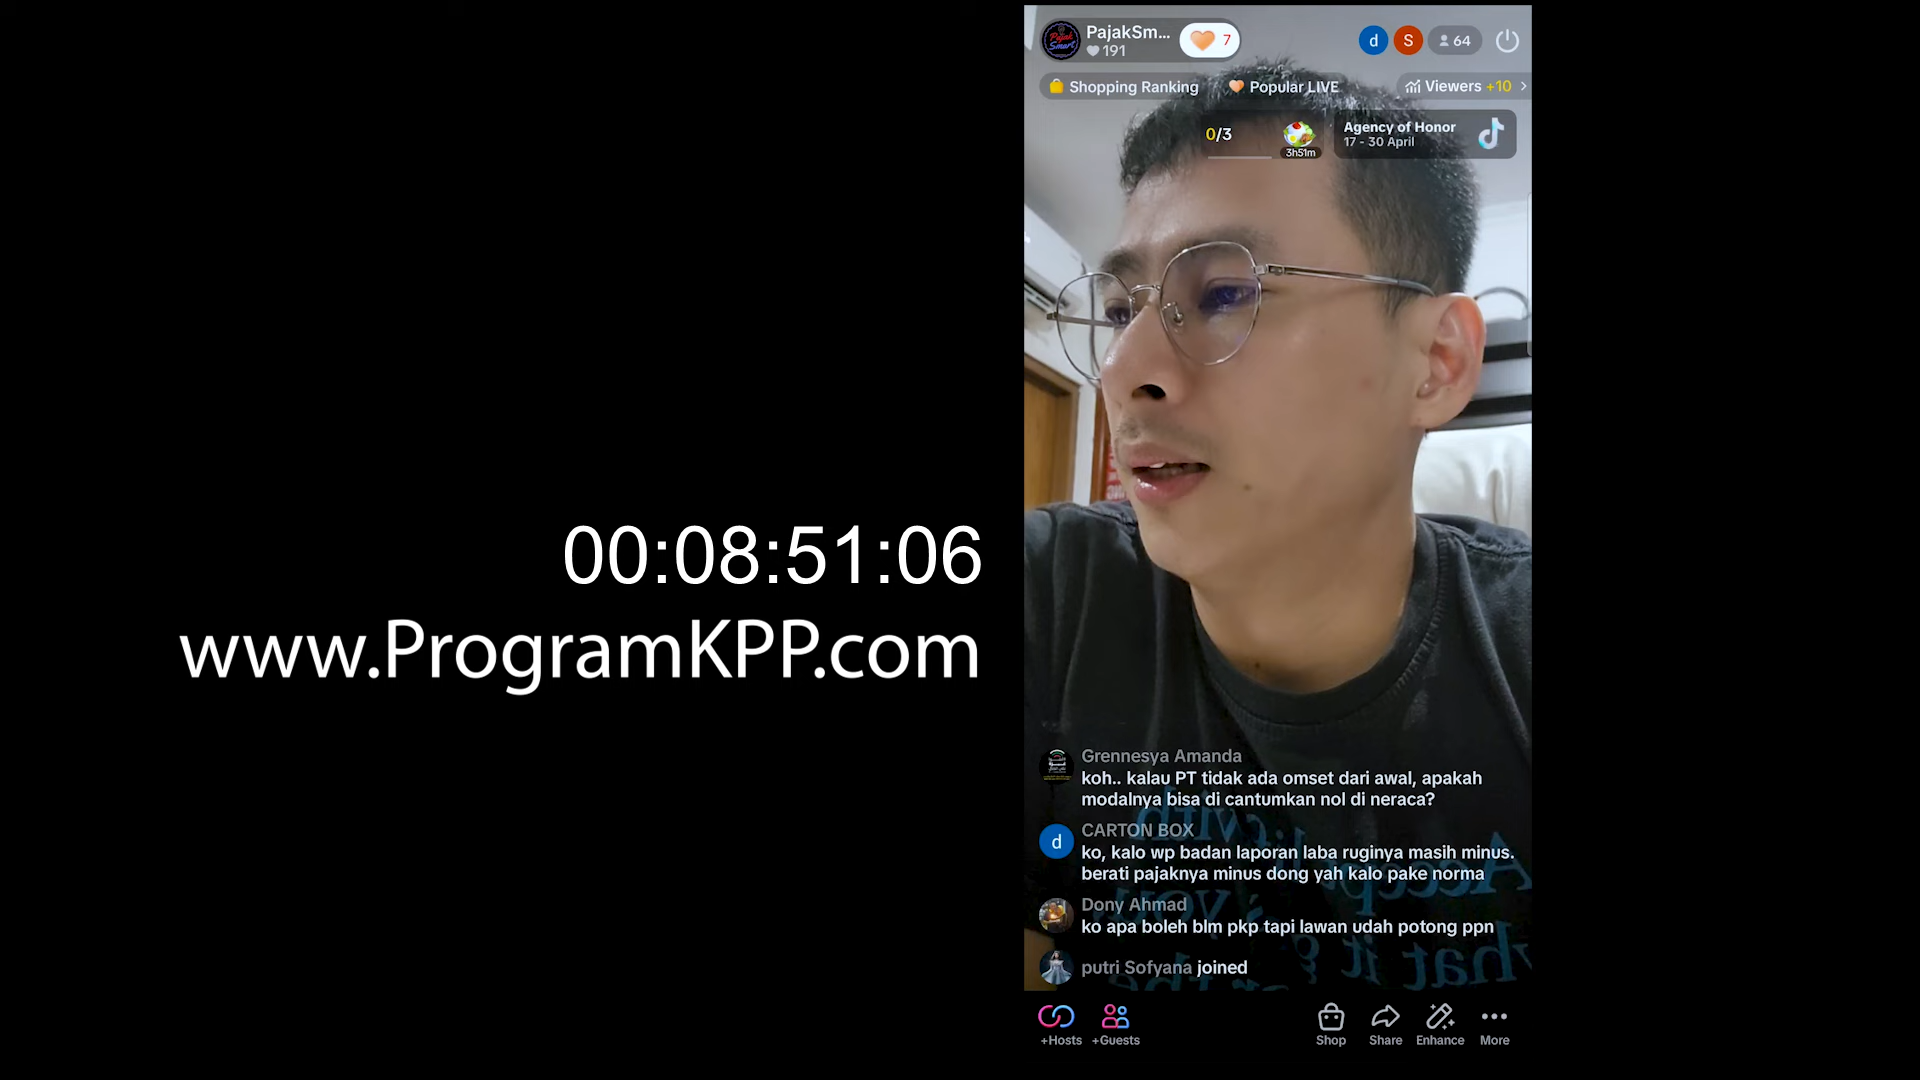 00:08:51:06
www.ProgramKPP.com
Pajak Smart
PajakSm...
191
7
d
S
64
Shopping Ranking
Popular LIVE
Viewers +10 >
0/3
3h51m
Agency of Honor
17 - 30 April
Grennesya Amanda
koh.. kalau PT tidak ada omset dari awal, apakah
modalnya bisa di cantumkan nol di neraca?
d
CARTON BOX
ko, kalo wp badan laporan laba ruginya masih minus.
berati pajaknya minus dong yah kalo pake norma
Dony Ahmad
ko apa boleh blm pkp tapi lawan udah potong ppn
putri Sofyana joined
+Hosts
+Guests
Shop
Share
Enhance
More